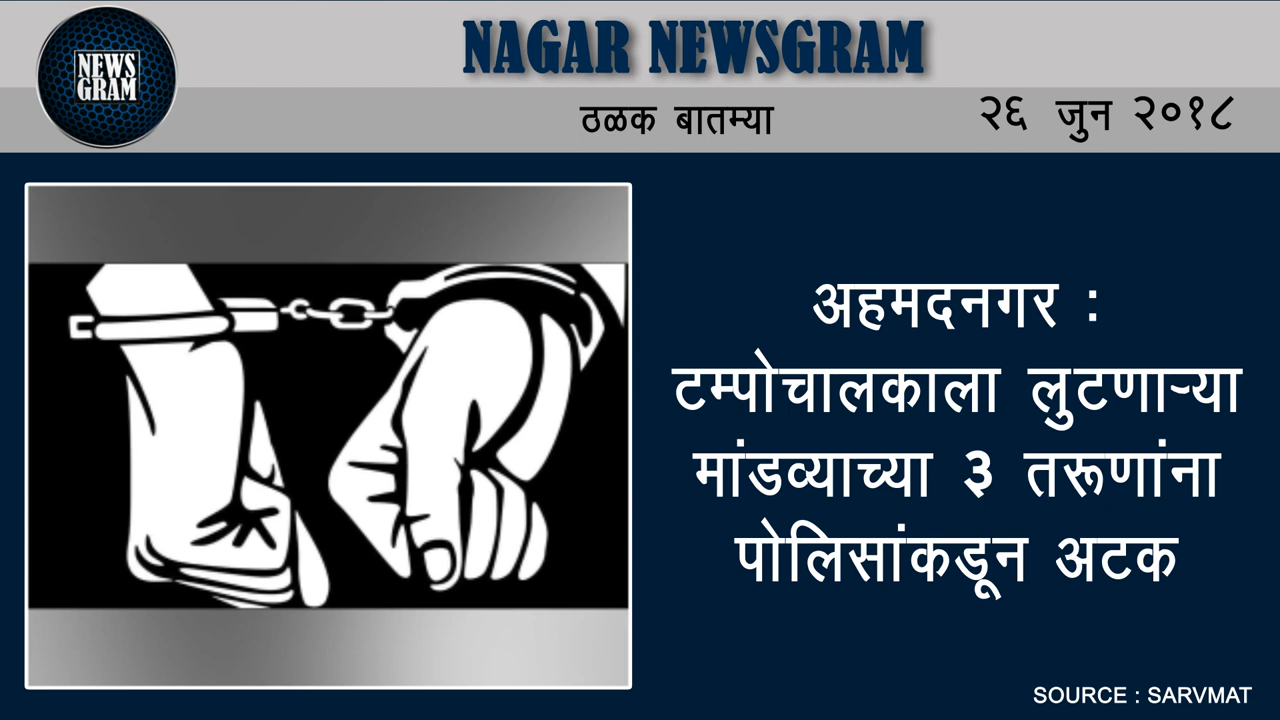 NEWS
GRAM
NAGAR NEWSGRAM
ठळक बातम्या
२६ जुन २०१८
अहमदनगर :
टम्पोचालकाला लुटणाऱ्या
मांडव्याच्या ३ तरूणांना
पोलिसांकडून अटक
SOURCE : SARVMAT